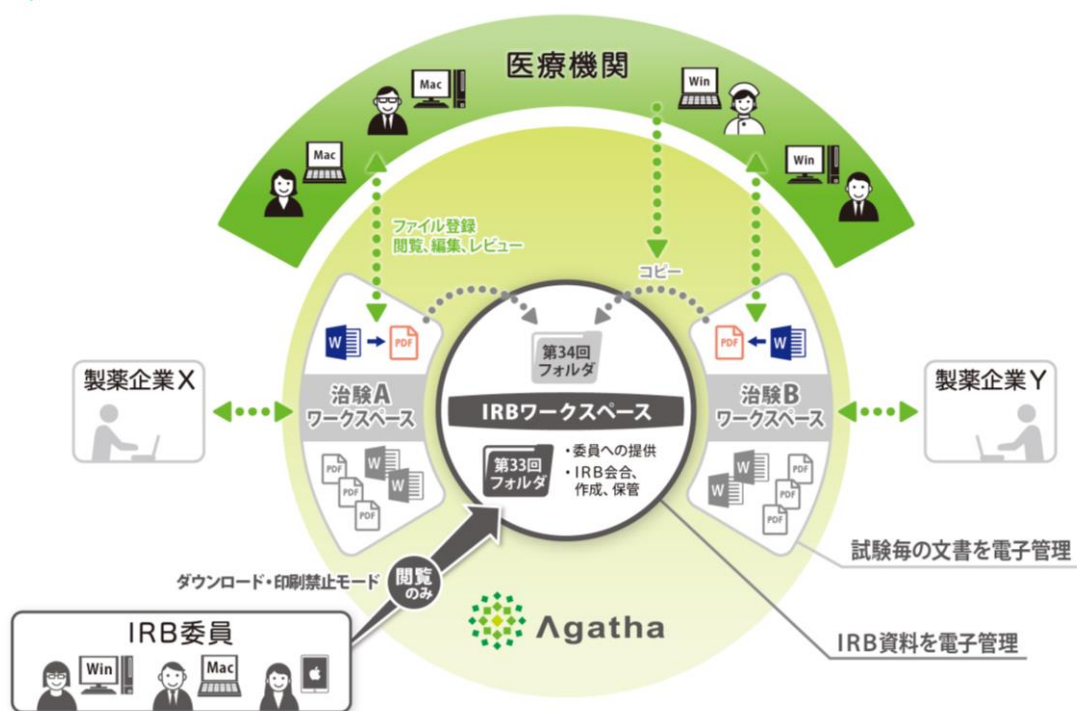 医療機関
Mac
Win
Mac
Win
ファイル登録
閲覧、編集、レビュー
コピー
W
PDF
第34回
フォルダ
PDF
W
製薬企業X
治験A
ワークスペース
IRBワークスペース
治験B
ワークスペース
製薬企業Y
第33回
フォルダ
・委員への提供
・IRB会合、
作成、保管
PDF
W
PDF
W
PDF
W
PDF
W
PDF
PDF
試験毎の文書を電子管理
ダウンロード・印刷禁止モード
閲覧
のみ
Agatha
IRB資料を電子管理
IRB委員
Win
Mac